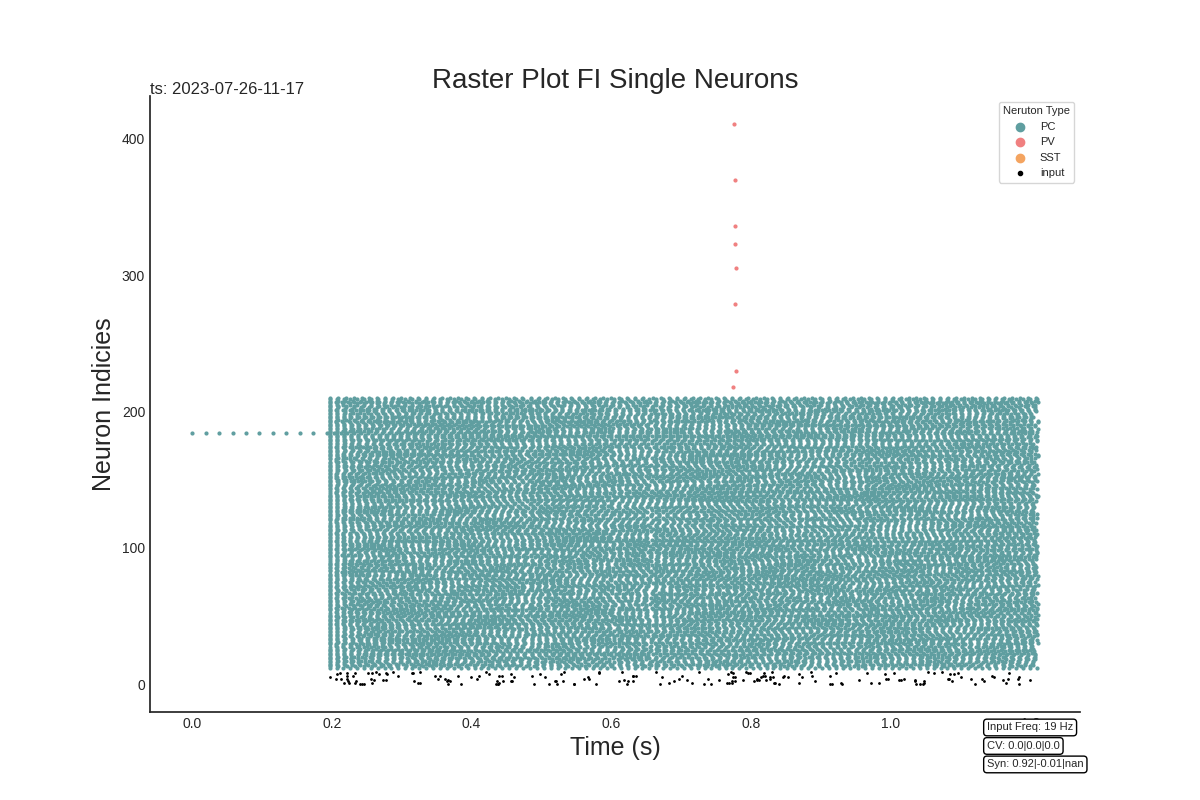 Raster Plot FI Single Neurons
ts: 2023-07-26-11-17
Neruton Type
PC
PV
SST
input
Neuron Indicies
400
300
200
100
0
0.0 0.2 0.4 0.6 0.8 1.0
Time (s)
Input Freq: 19 Hz
CV: 0.0|0.0|0.0
Syn: 0.92|-0.01|nan